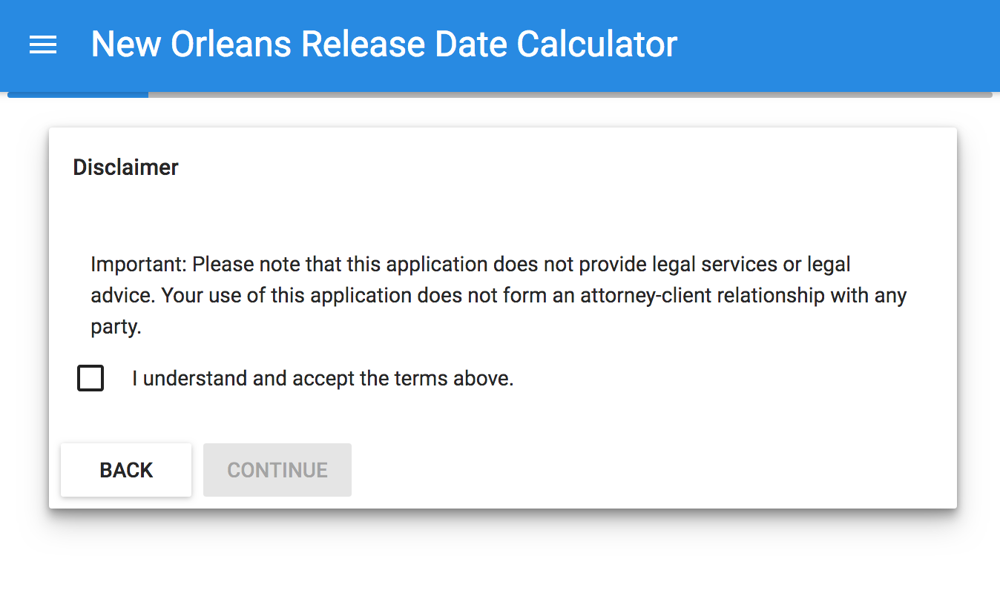 New Orleans Release Date Calculator
Disclaimer
Important: Please note that this application does not provide legal services or legal
advice. Your use of this application does not form an attorney-client relationship with any
party.
I understand and accept the terms above.
BACK CONTINUE